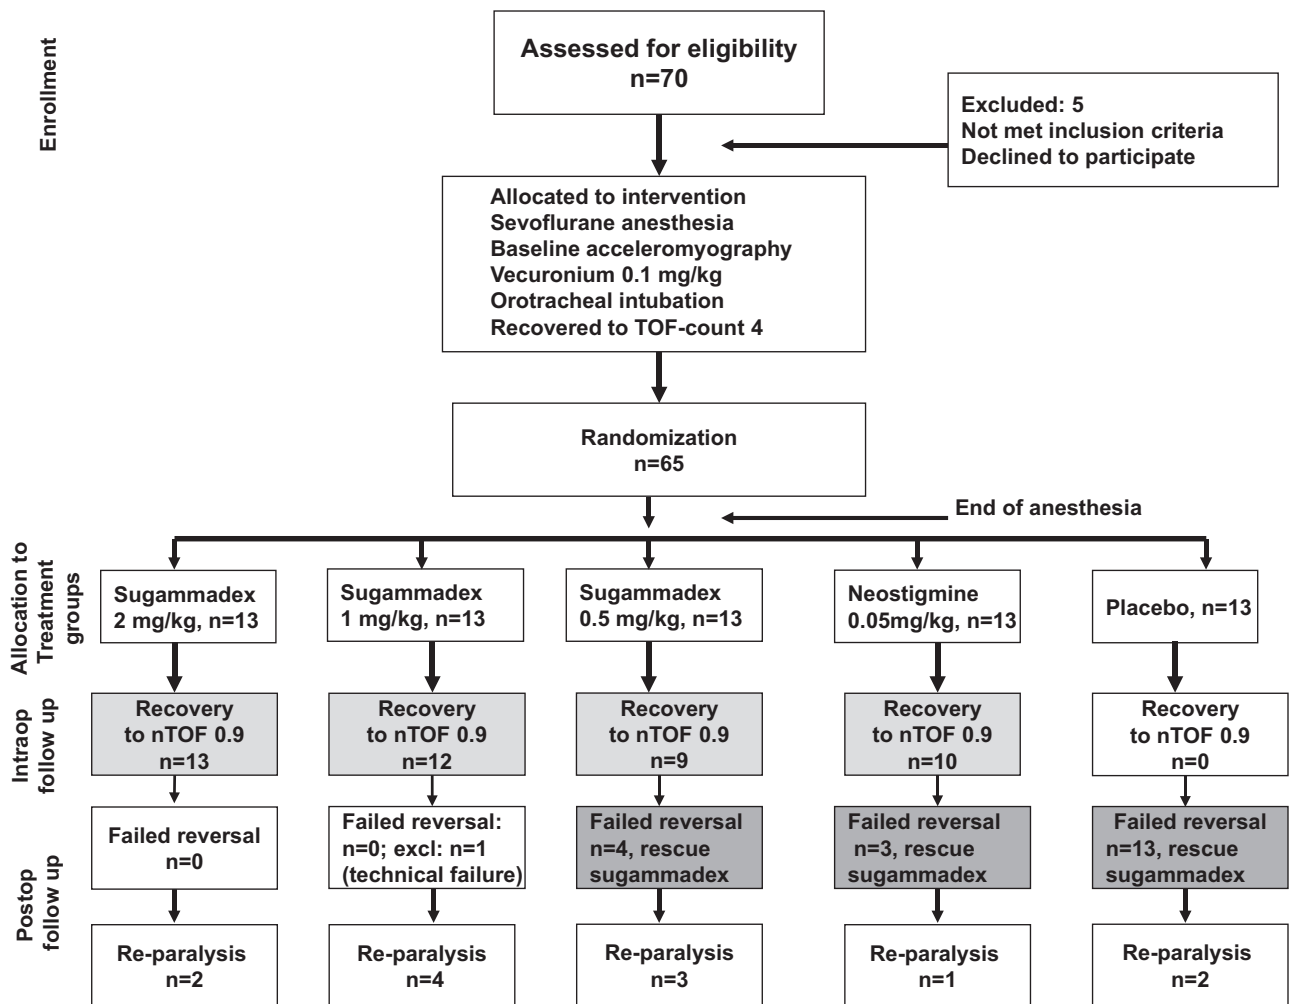 Enrollment
Assessed for eligibility
n=70
Excluded: 5
Not met inclusion criteria
Declined to participate
Allocated to intervention
Sevoflurane anesthesia
Baseline acceleromyography
Vecuronium 0.1 mg/kg
Orotracheal intubation
Recovered to TOF-count 4
Randomization
n=65
End of anesthesia
Allocation to
Treatment
groups
Sugammadex
2 mg/kg, n=13
Sugammadex
1 mg/kg, n=13
Sugammadex
0.5 mg/kg, n=13
Neostigmine
0.05mg/kg, n=13
Placebo, n=13
Intraop
follow up
Recovery
to nTOF 0.9
n=13
Recovery
to nTOF 0.9
n=12
Recovery
to nTOF 0.9
n=9
Recovery
to nTOF 0.9
n=10
Recovery
to nTOF 0.9
n=0
Postop
follow up
Failed reversal
n=0
Failed reversal:
n=0; excl: n=1
(technical failure)
Failed reversal
n=4, rescue
sugammadex
Failed reversal
n=3, rescue
sugammadex
Failed reversal
n=13, rescue
sugammadex
Re-paralysis
n=2
Re-paralysis
n=4
Re-paralysis
n=3
Re-paralysis
n=1
Re-paralysis
n=2